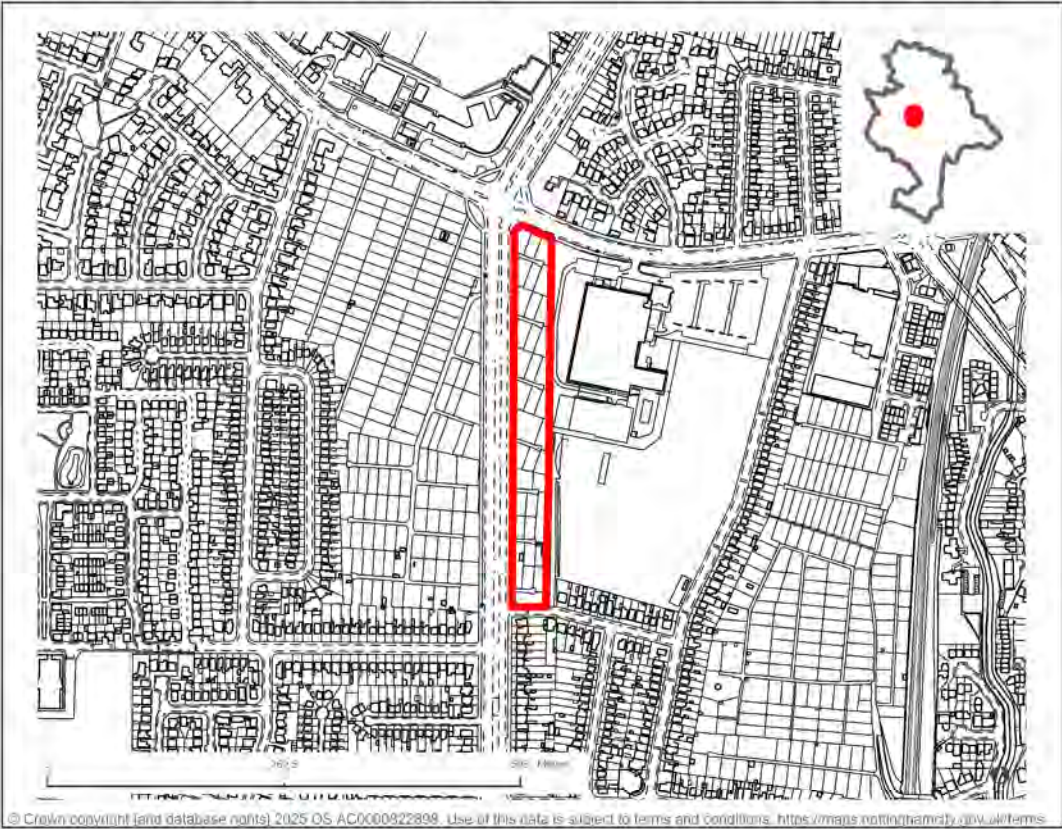 © Crown copyright [and database rights] 2025 OS AC0000822898. Use of this data is subject to terms and conditions. https://maps.nottinghamcity.gov.uk/terms